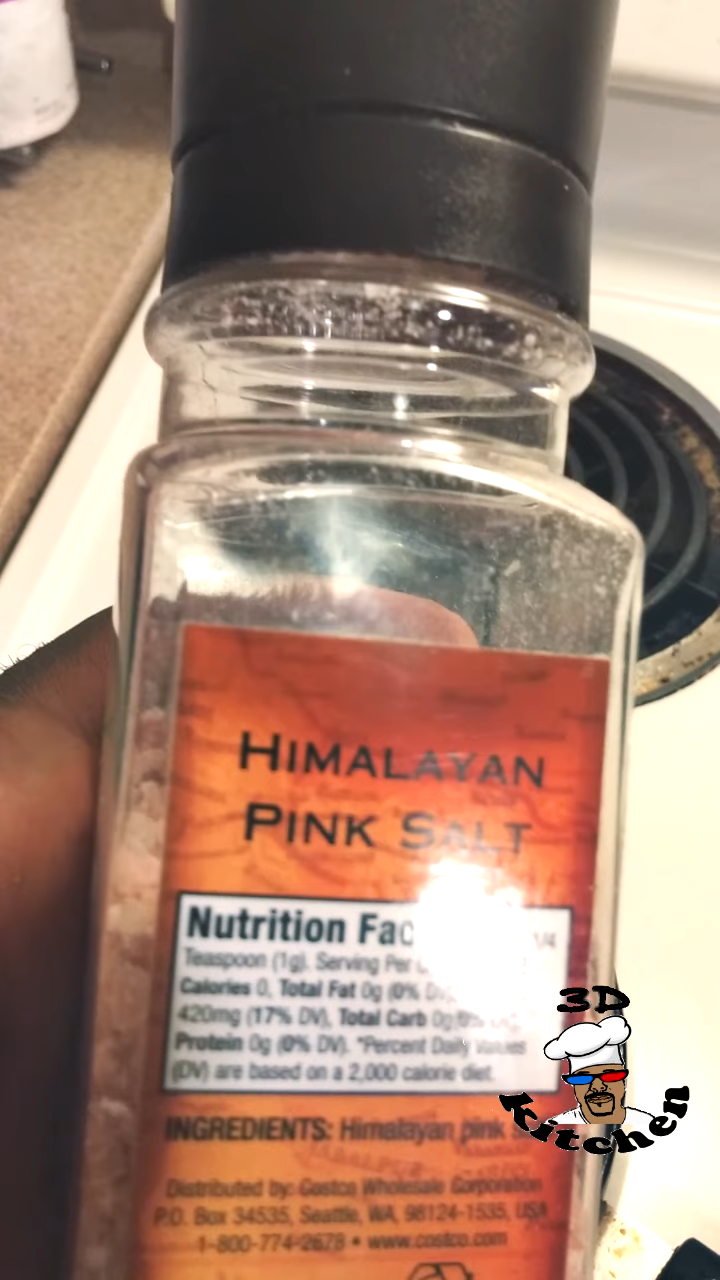 HIMALAYAN
PINK SALT
Nutrition Fac 1/4
Teaspoon (1g). Serving Per
Calories 0, Total Fat 0g (0% DV),
420mg (17% DV), Total Carb 0g
Protein 0g (0% DV). *Percent Daily Values
(DV) are based on a 2,000 calorie diet.
INGREDIENTS: Himalayan pink
Distributed by: Costco Wholesale Corporation
P.O. Box 34535, Seattle, WA, 98124-1535, USA
1-800-774-2678 • www.costco.com
3D
Kitchen